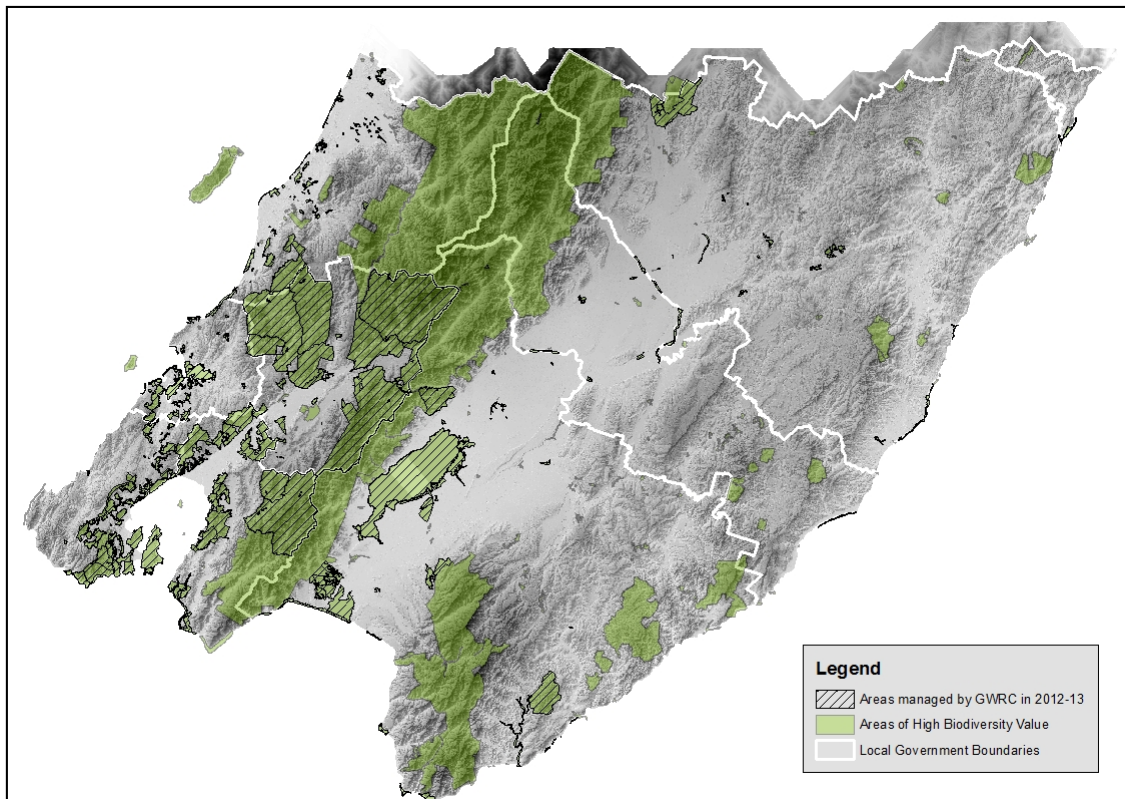 Legend
Areas managed by GWRC in 2012-13
Areas of High Biodiversity Value
Local Government Boundaries